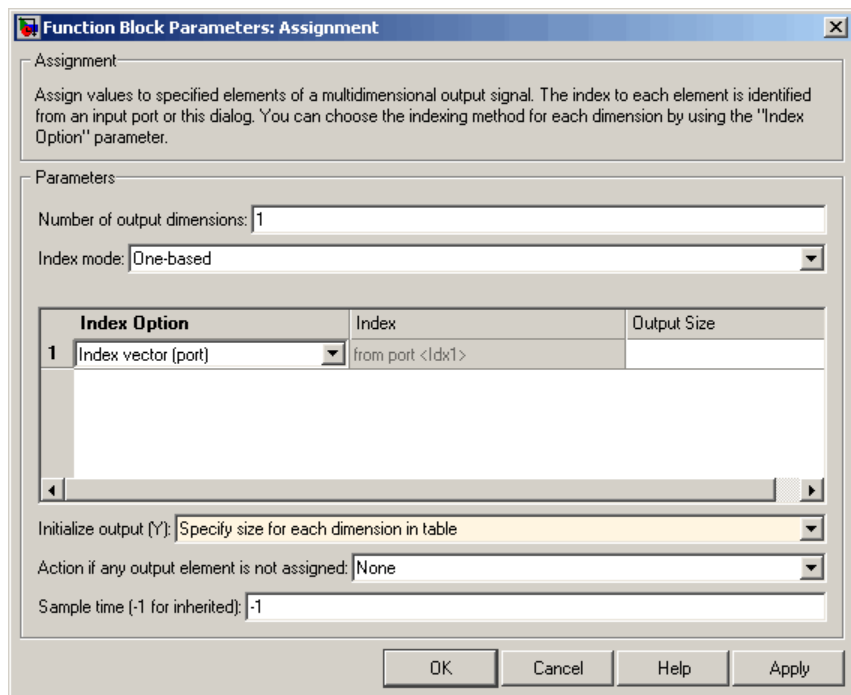 Function Block Parameters: Assignment
Assignment
Assign values to specified elements of a multidimensional output signal. The index to each element is identified
from an input port or this dialog. You can choose the indexing method for each dimension by using the "Index
Option" parameter.
Parameters
Number of output dimensions: 1
Index mode: One-based
Index Option Index Output Size
1 Index vector (port) from port <Idx1>
Initialize output (Y): Specify size for each dimension in table
Action if any output element is not assigned: None
Sample time (-1 for inherited): -1
OK Cancel Help Apply